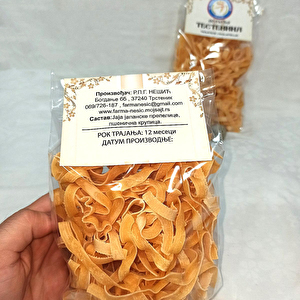 ТЕСТЕНИНА
Произвођач: Р.П.Г. НЕШИЋ
Богдање 66 , 37240 Трстеник
069/726-187 , farmanesic@gmail.com
www.farma-nesic.mojsajt.rs
Састав:Јаја јапанске препелице,
пшенична крупица.
РОК ТРАЈАЊА: 12 месеци
ДАТУМ ПРОИЗВОДЊЕ: